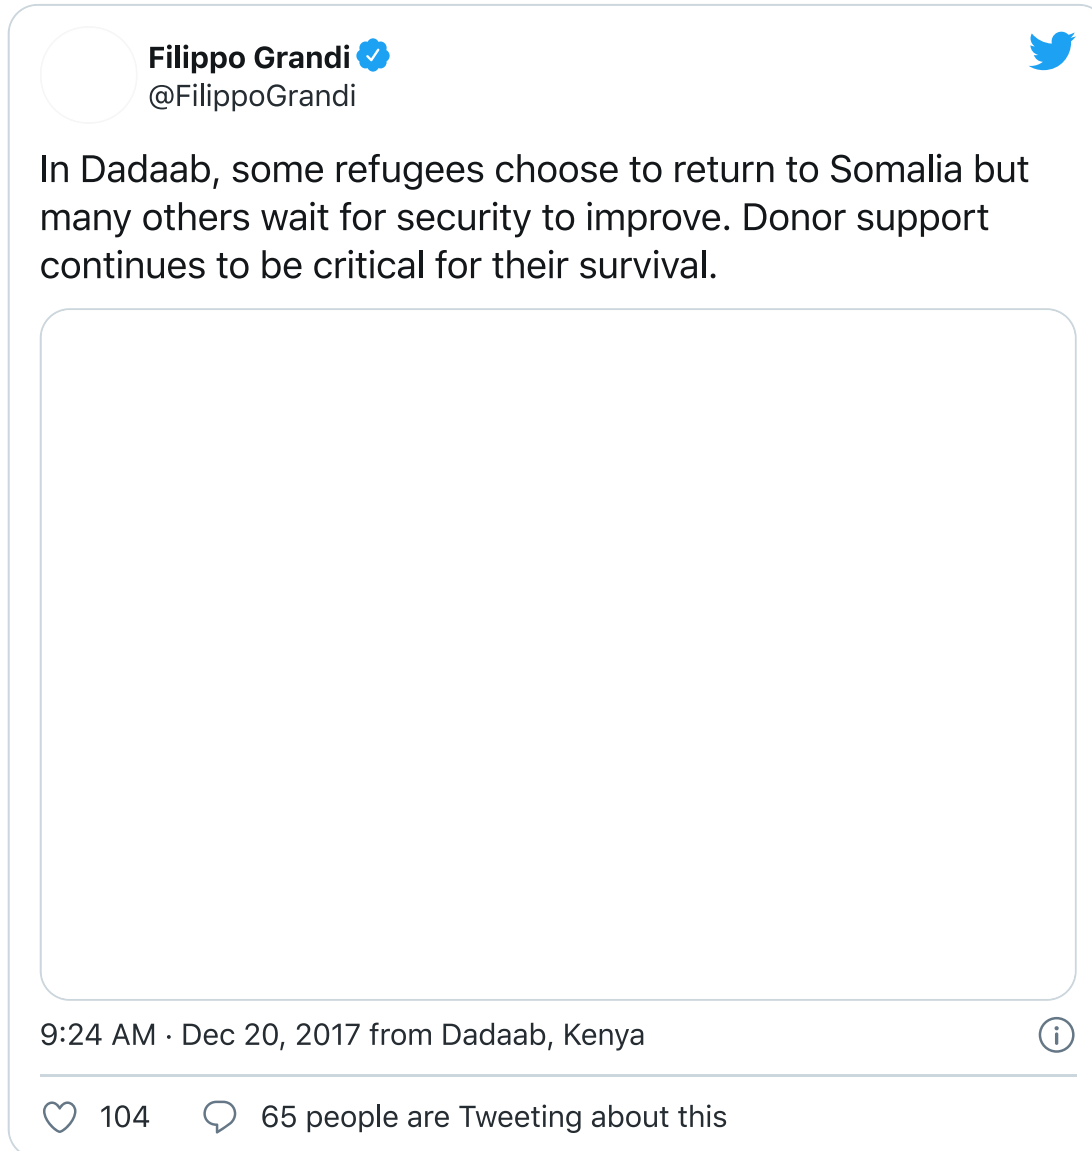 Filippo Grandi
@FilippoGrandi
In Dadaab, some refugees choose to return to Somalia but
many others wait for security to improve. Donor support
continues to be critical for their survival.
9:24 AM · Dec 20, 2017 from Dadaab, Kenya
104 65 people are Tweeting about this